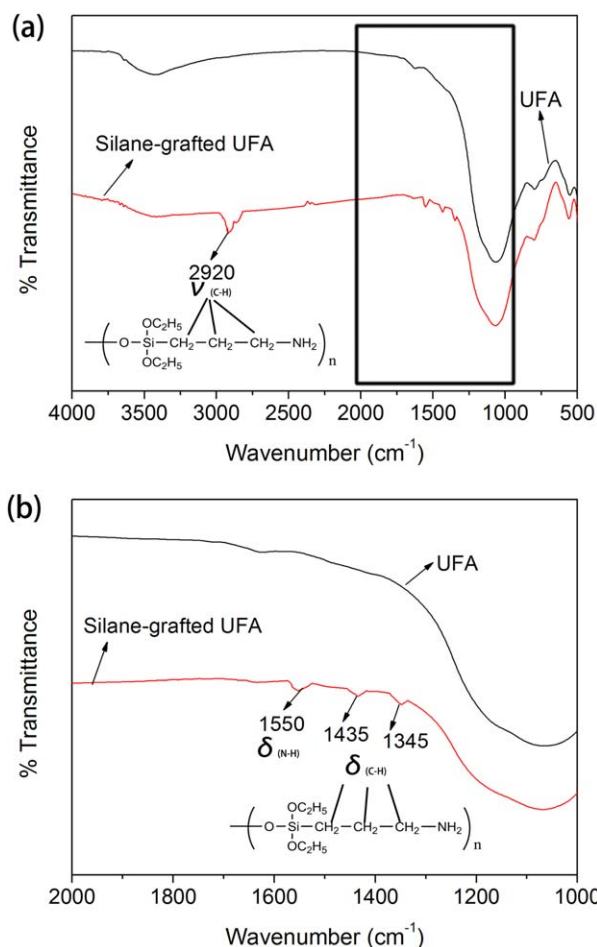 (a)
UFA
Silane-grafted UFA
% Transmittance
2920
ν (C-H)
OC₂H₅
—(O—Si—CH₂—CH₂—CH₂—NH₂)n
OC₂H₅
4000 3500 3000 2500 2000 1500 1000 500
Wavenumber (cm⁻¹)
(b)
UFA
Silane-grafted UFA
% Transmittance
1550 1435 1345
δ (N-H) δ (C-H)
OC₂H₅
—(O—Si—CH₂—CH₂—CH₂—NH₂)n
OC₂H₅
2000 1800 1600 1400 1200 1000
Wavenumber (cm⁻¹)